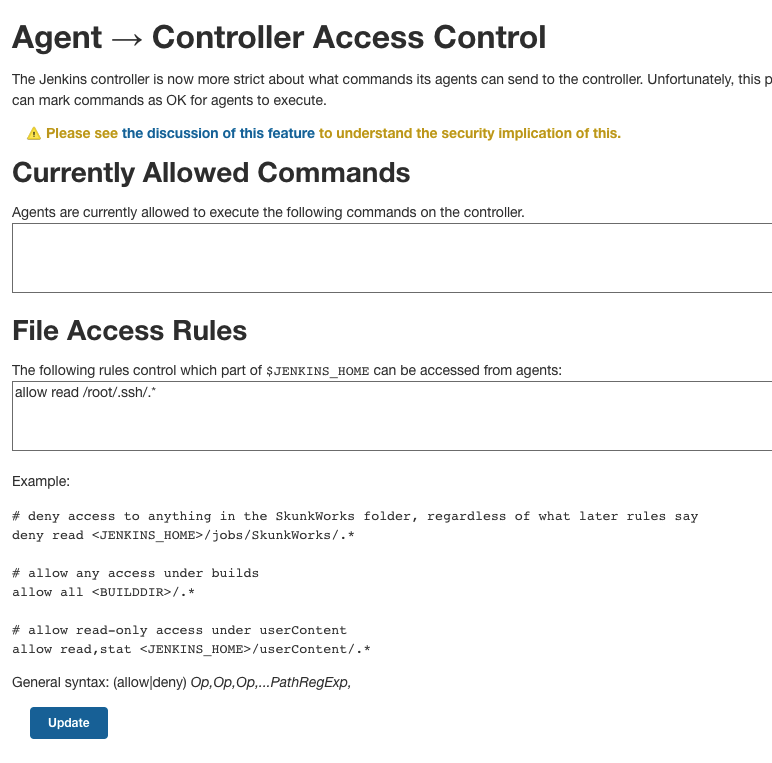 Agent → Controller Access Control
The Jenkins controller is now more strict about what commands its agents can send to the controller. Unfortunately, this p
can mark commands as OK for agents to execute.
Please see the discussion of this feature to understand the security implication of this.
Currently Allowed Commands
Agents are currently allowed to execute the following commands on the controller.
File Access Rules
The following rules control which part of $JENKINS_HOME can be accessed from agents:
allow read /root/.ssh/.*
Example:
# deny access to anything in the SkunkWorks folder, regardless of what later rules say
deny read <JENKINS_HOME>/jobs/SkunkWorks/.*
# allow any access under builds
allow all <BUILDDIR>/.*
# allow read-only access under userContent
allow read,stat <JENKINS_HOME>/userContent/.*
General syntax: (allow|deny) Op,Op,Op,...PathRegExp,
Update